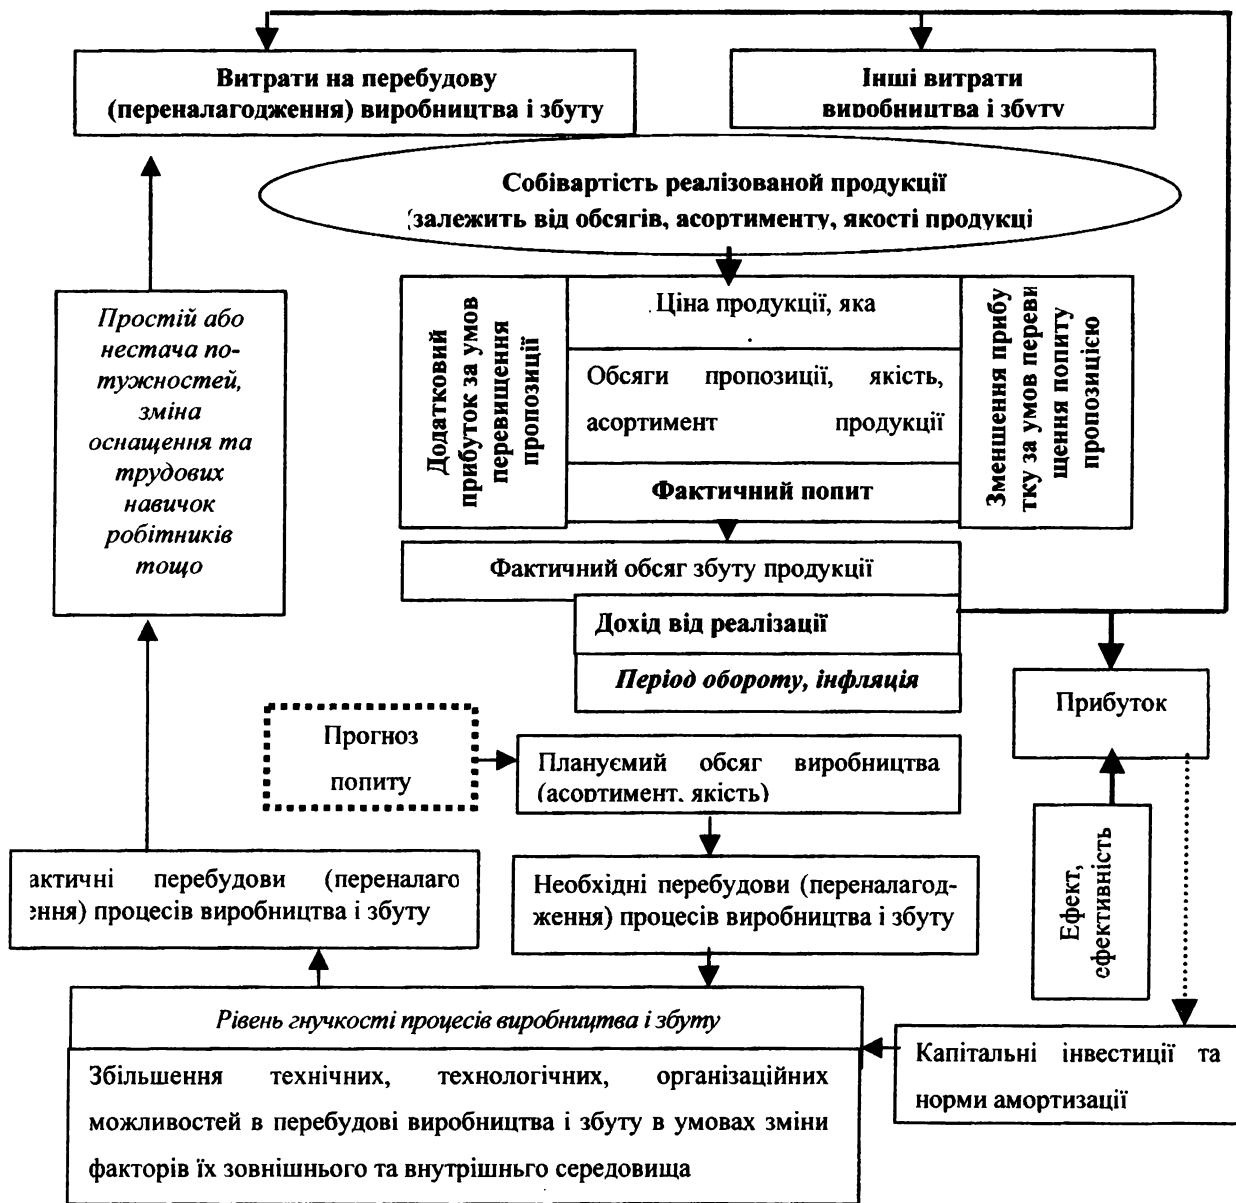 Витрати на перебудову
(переналагодження) виробництва і збуту
Інші витрати
виробництва і збуту
Собівартість реалізованой продукції
(залежить від обсягів, асортименту, якості продукці
Простій або
нестача по-
тужностей,
зміна
оснащення та
трудових
навичок
робітників
тощо
Додатковий
прибуток за умов
перевищення
пропозиції
Ціна продукції, яка
Обсяги пропозиції, якість,
асортимент продукції
Фактичний попит
Зменшення прибу
тку за умов переви
щення попиту
пропозицією
Фактичний обсяг збуту продукції
Дохід від реалізації
Період обороту, інфляція
Прибуток
Прогноз
попиту
Плануємий обсяг виробництва
(асортимент, якість)
Ефект,
ефективність
актичні перебудови (переналаго
ення) процесів виробництва і збуту
Необхідні перебудови (переналагод-
ження) процесів виробництва і збуту
Рівень гнучкості процесів виробництва і збуту
Збільшення технічних, технологічних, організаційних
можливостей в перебудові виробництва і збуту в умовах зміни
факторів їх зовнішнього та внутрішнього середовища
Капітальні інвестиції та
норми амортизації